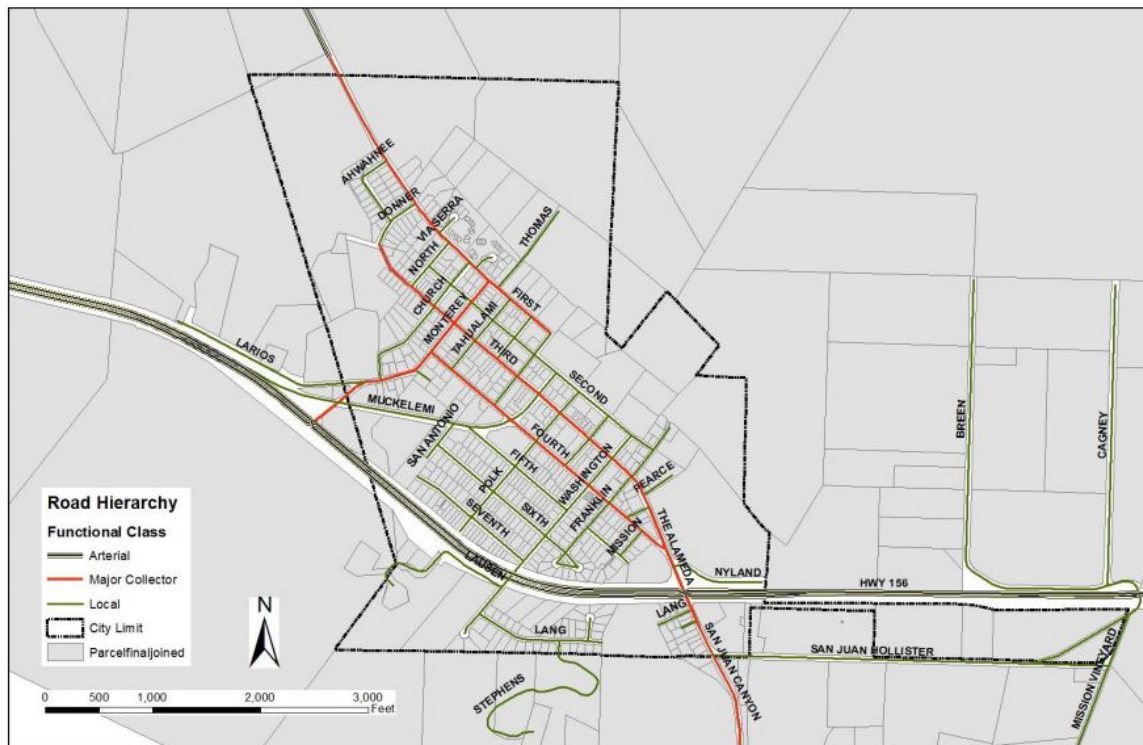 AHWAHNEE
DONNER
VIA SERRA
NORTH
THOMAS
CHURCH
MONTEREY
FIRST
TAHUALAMI
THIRD
LARIOS
SECOND
MUCKELEMI
SAN ANTONIO
FOURTH
FIFTH
WASHINGTON
POLK
PEARCE
FRANKLIN
SIXTH
SEVENTH
MISSION
THE ALAMEDA
BREEN
CAGNEY
LAUSEN
NYLAND
HWY 156
LANG
LANG
SAN JUAN CANYON
SAN JUAN HOLLISTER
STEPHENS
MISSION VINEYARD
Road Hierarchy
Functional Class
Arterial
Major Collector
Local
City Limit
Parcelfinaljoined
N
0 500 1,000 2,000 3,000
Feet